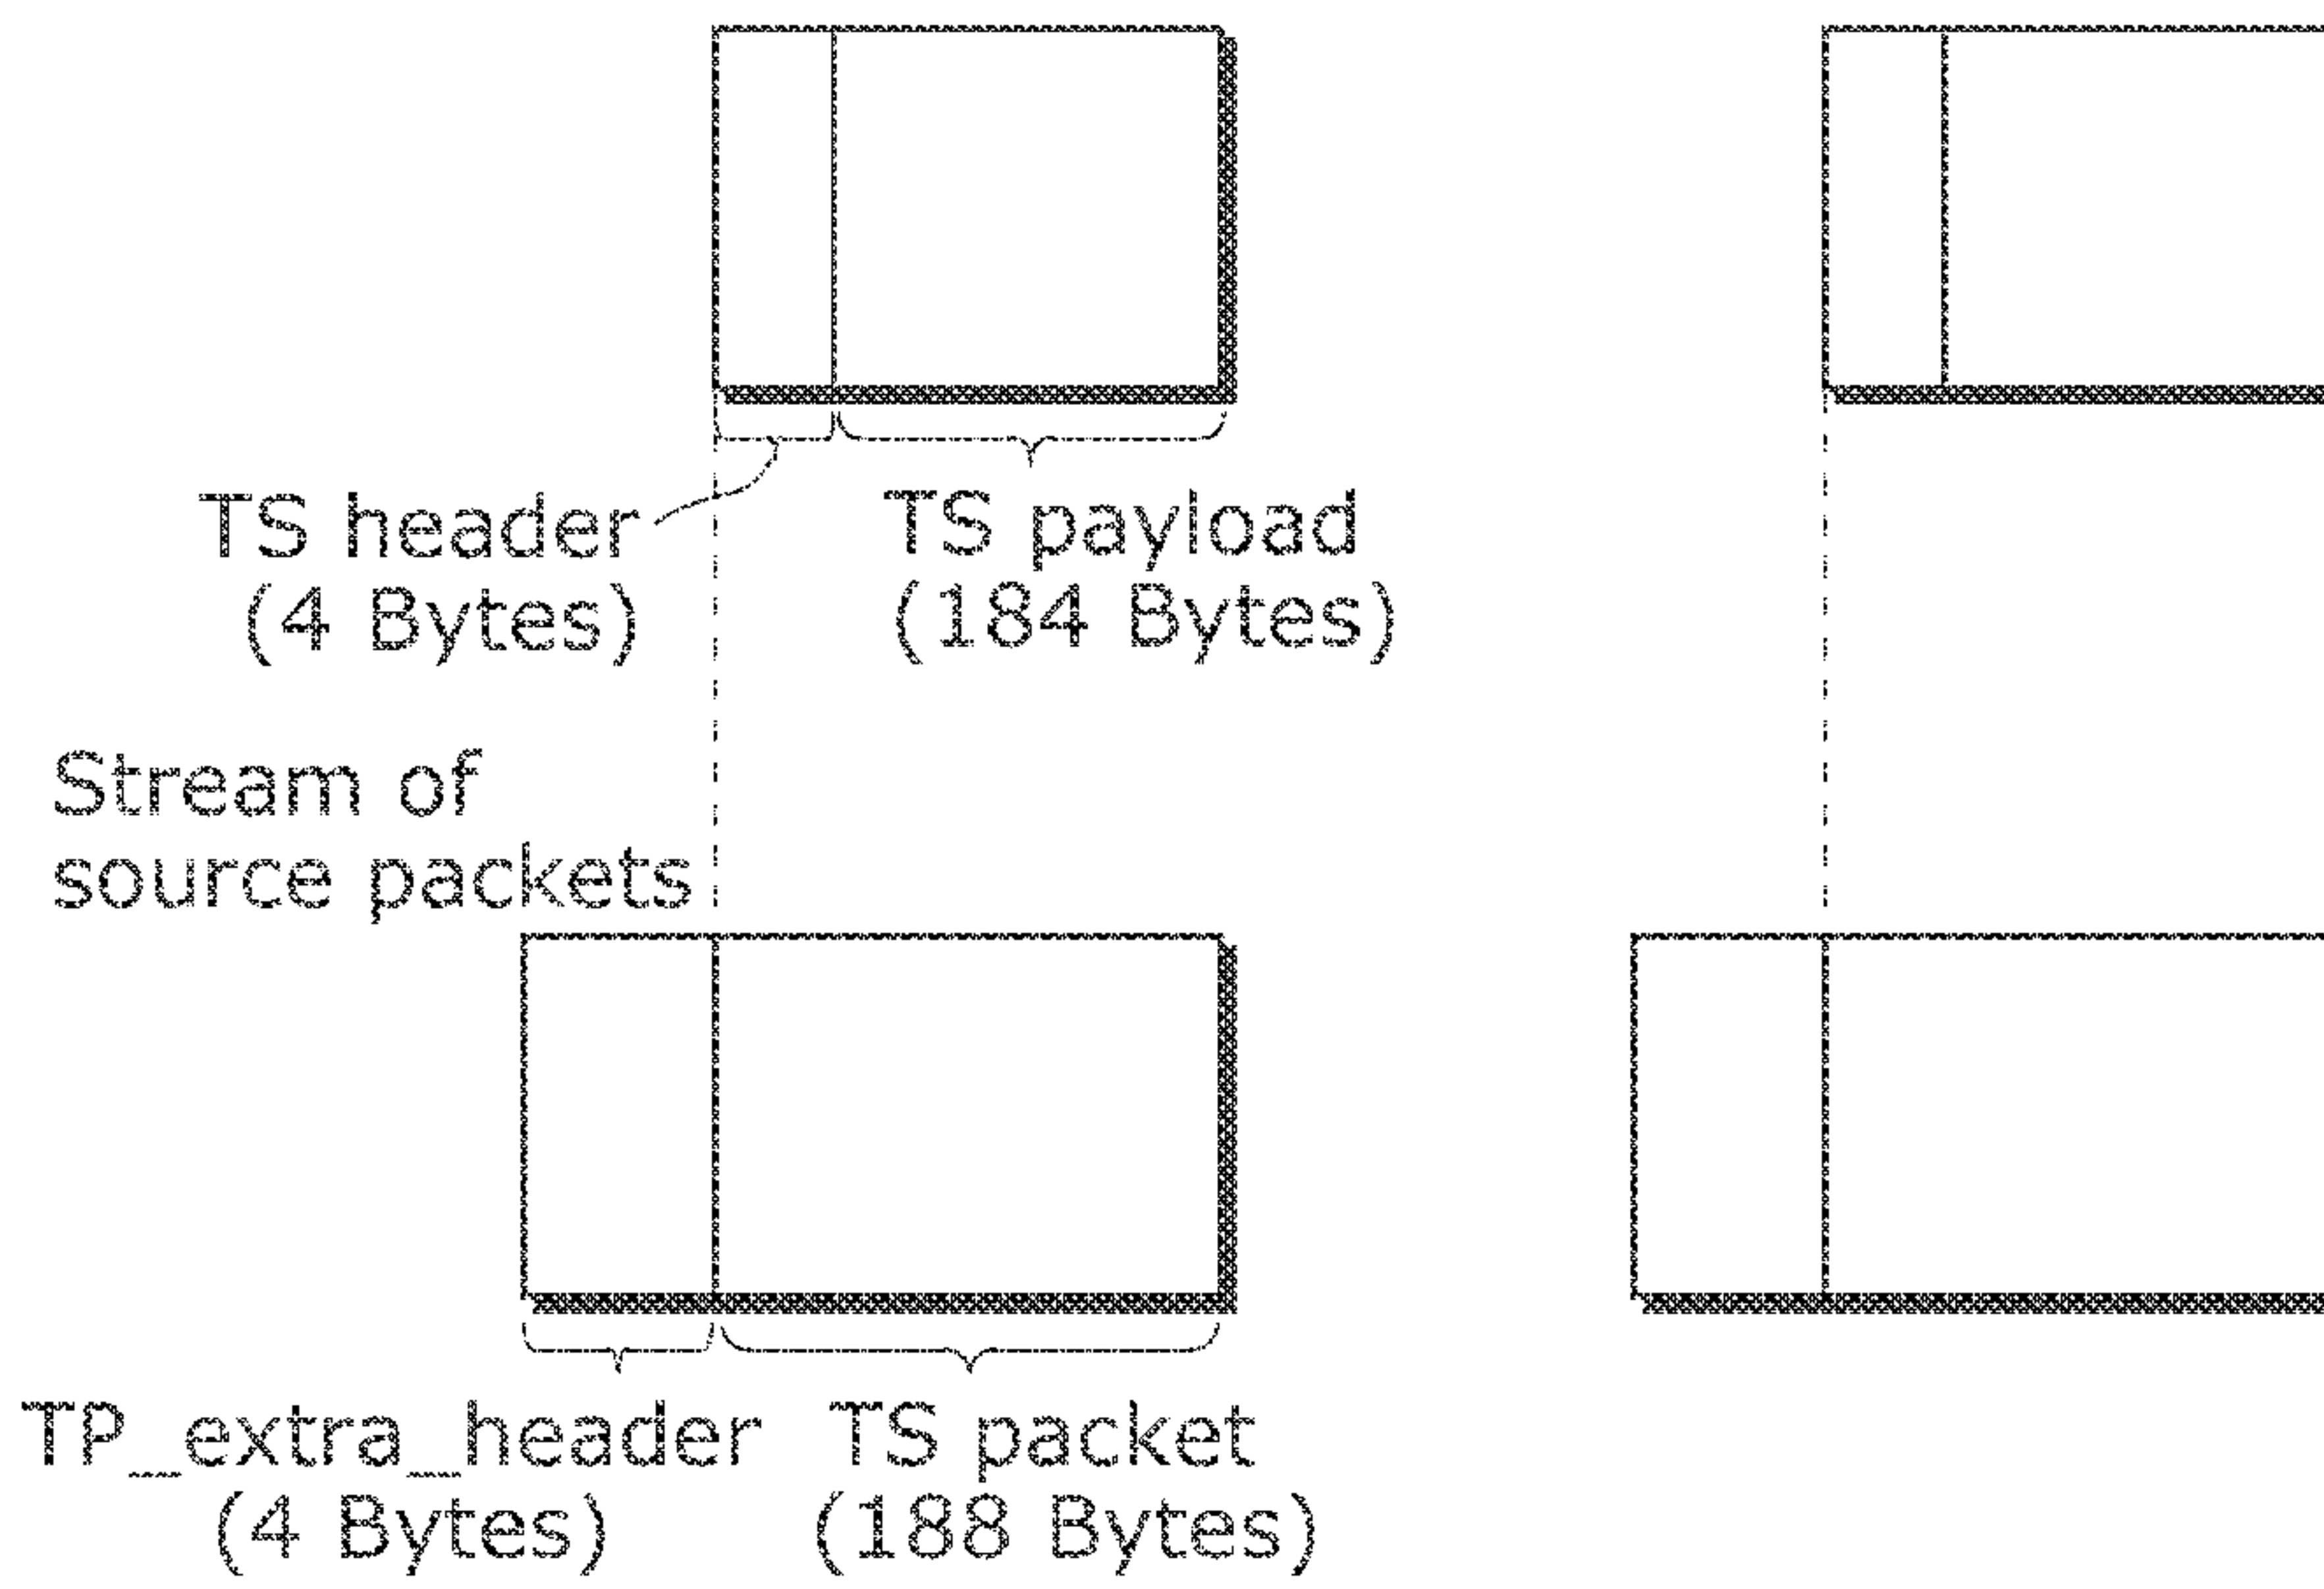 TS header
(4 Bytes)
TS payload
(184 Bytes)
Stream of
source packets
TP_extra_header
(4 Bytes)
TS packet
(188 Bytes)